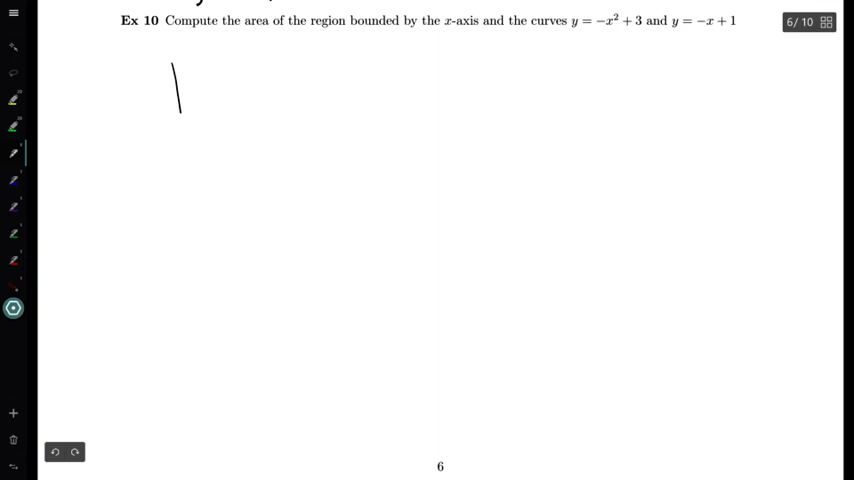 Ex 10 Compute the area of the region bounded by the x-axis and the curves y = −x² + 3 and y = −x + 1
6/ 10
6